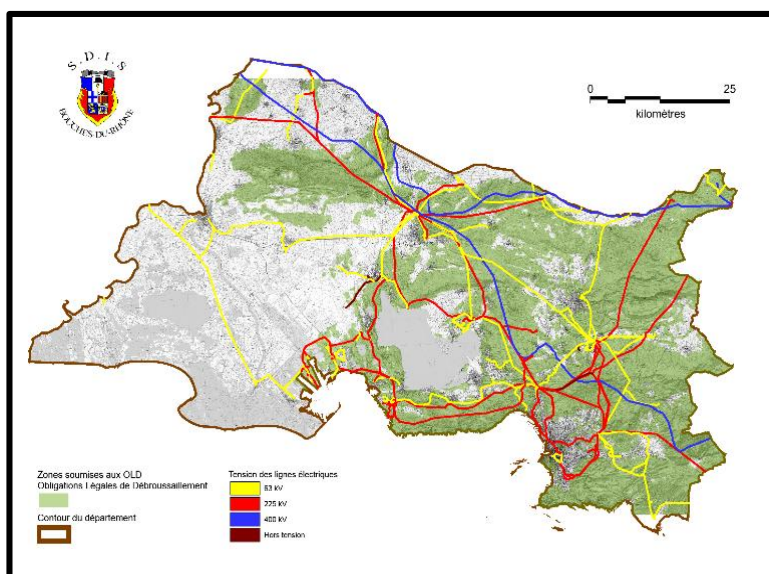 S.D.I.S
BOUCHES-DU-RHÔNE
0 25
kilomètres
Zones soumises aux OLD
Obligations Légales de Débroussaillement
Contour du département
Tension des lignes électriques
63 kV
225 kV
400 kV
Hors tension